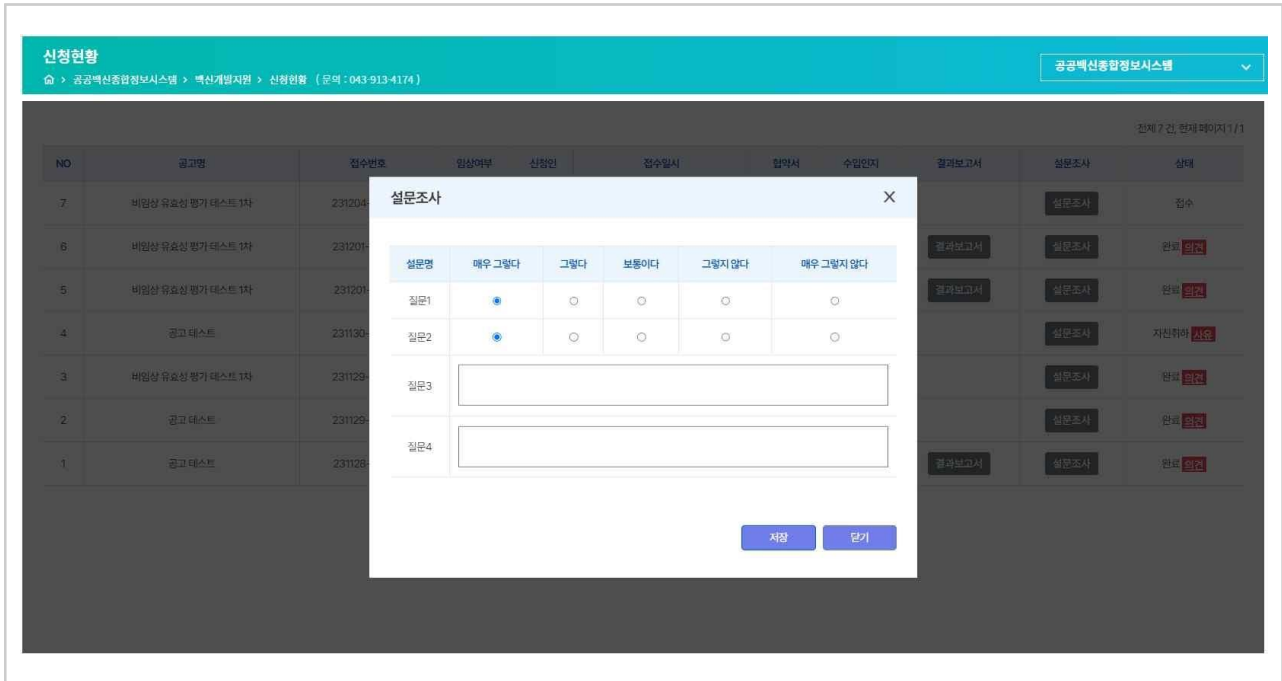 신청현황
> 공공백신종합정보시스템 > 백신개발지원 > 신청현황 ( 문의 : 043-913-4174 )
공공백신종합정보시스템
전체 7 건, 현재 페이지 1 / 1
NO 공고명 접수번호 임상여부 신청인 접수일시 협약서 수입인지 결과보고서 설문조사 상태
7 비임상 유효성 평가 테스트 1차 231204- 설문조사 접수
6 비임상 유효성 평가 테스트 1차 231201- 결과보고서 설문조사 완료 의견
5 비임상 유효성 평가 테스트 1차 231201- 결과보고서 설문조사 완료 의견
4 공고 테스트 231130- 설문조사 자진취하 사유
3 비임상 유효성 평가 테스트 1차 231129- 설문조사 완료 의견
2 공고 테스트 231129- 설문조사 완료 의견
1 공고 테스트 231128- 결과보고서 설문조사 완료 의견
설문조사 X
설문명 매우 그렇다 그렇다 보통이다 그렇지 않다 매우 그렇지 않다
질문1
질문2
질문3
질문4
저장 닫기